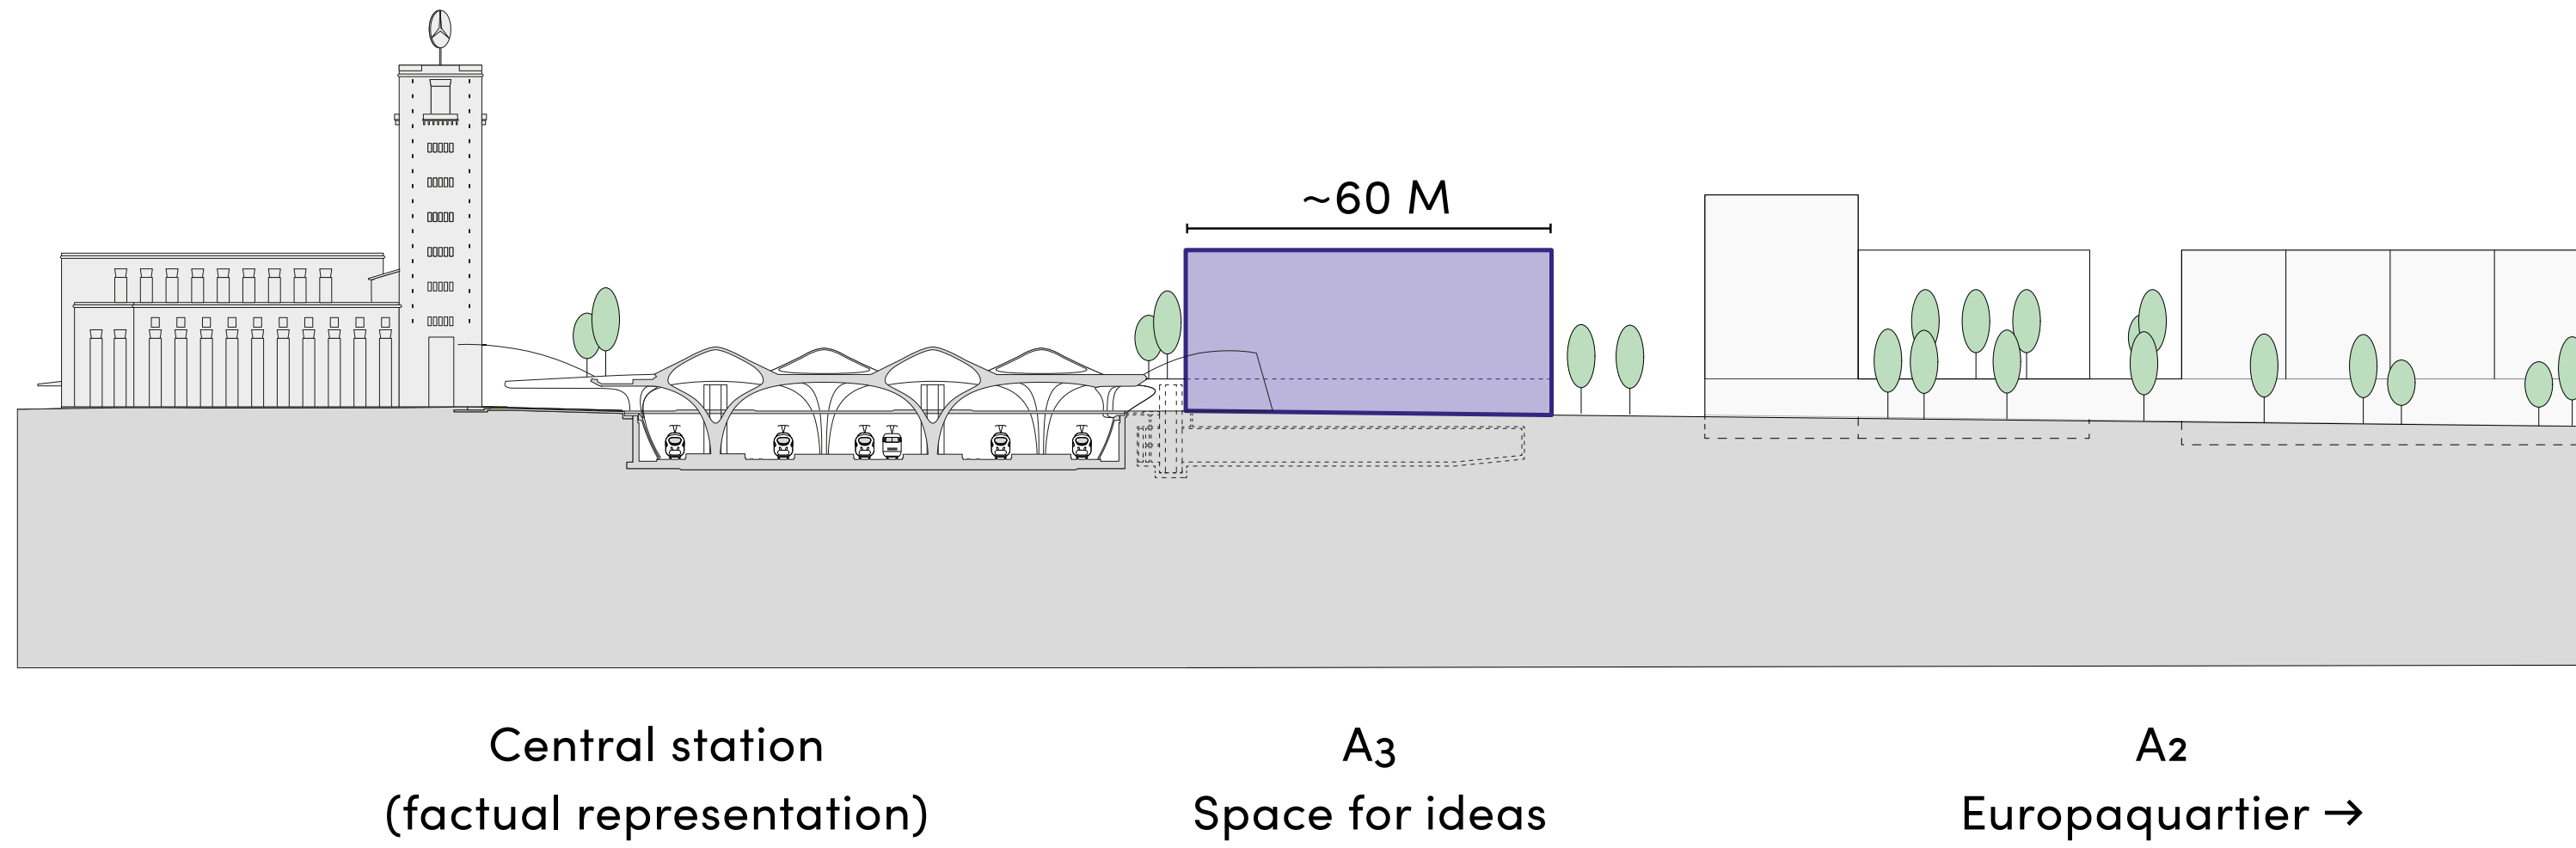 ~60 M
Central station
(factual representation)
A3
Space for ideas
A2
Europaquartier →